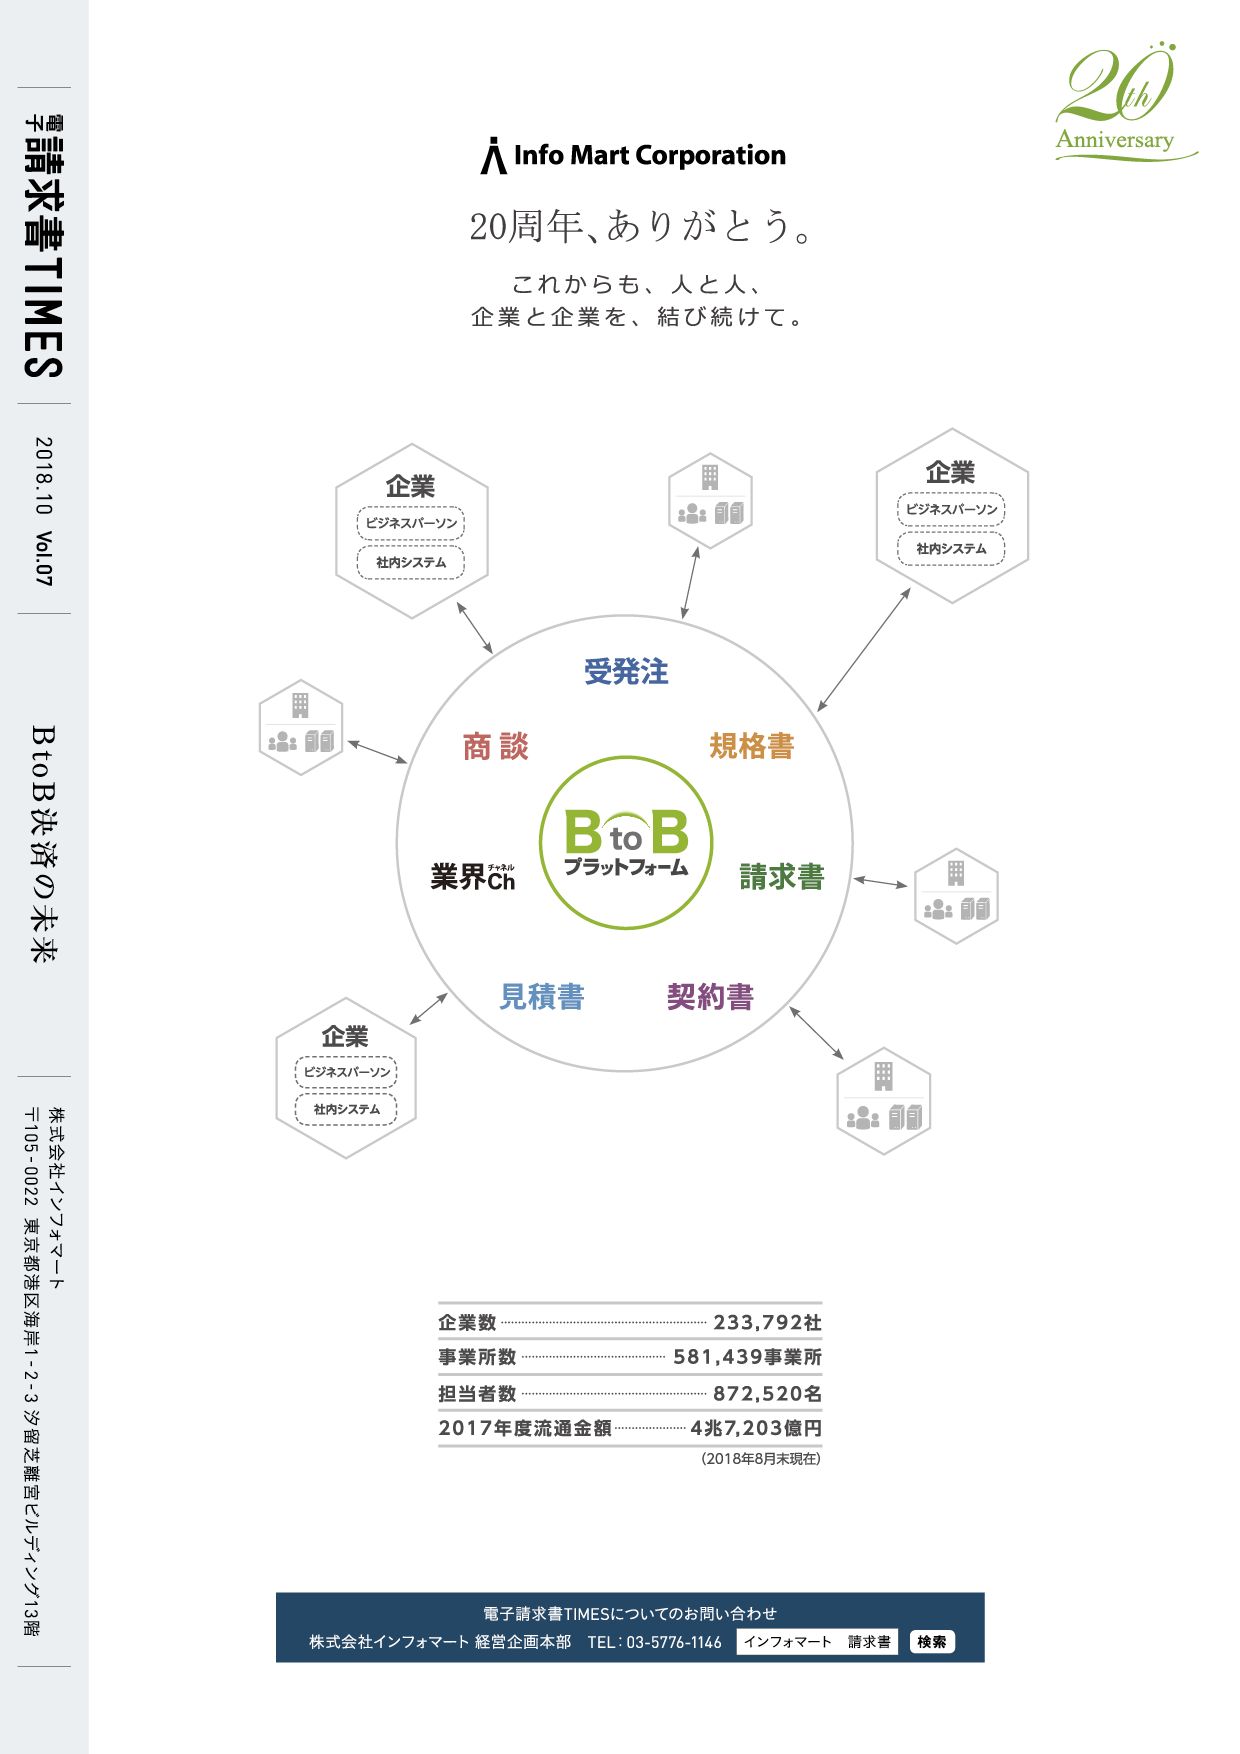 電子請求書TIMES
2018.10 Vol.07
BtoB決済の未来
株式会社インフォマート
〒105-0022 東京都港区海岸1-2-3 汐留芝離宮ビルディング13階
20th
Anniversary
Info Mart Corporation
20周年、ありがとう。
これからも、人と人、
企業と企業を、結び続けて。
企業
ビジネスパーソン
社内システム
企業
ビジネスパーソン
社内システム
受発注
商談
規格書
BtoB
プラットフォーム
業界Ch
チャネル
請求書
見積書
契約書
企業
ビジネスパーソン
社内システム
企業数 233,792社
事業所数 581,439事業所
担当者数 872,520名
2017年度流通金額 4兆7,203億円
(2018年8月末現在)
電子請求書TIMESについてのお問い合わせ
株式会社インフォマート 経営企画本部 TEL:03-5776-1146 インフォマート 請求書 検索